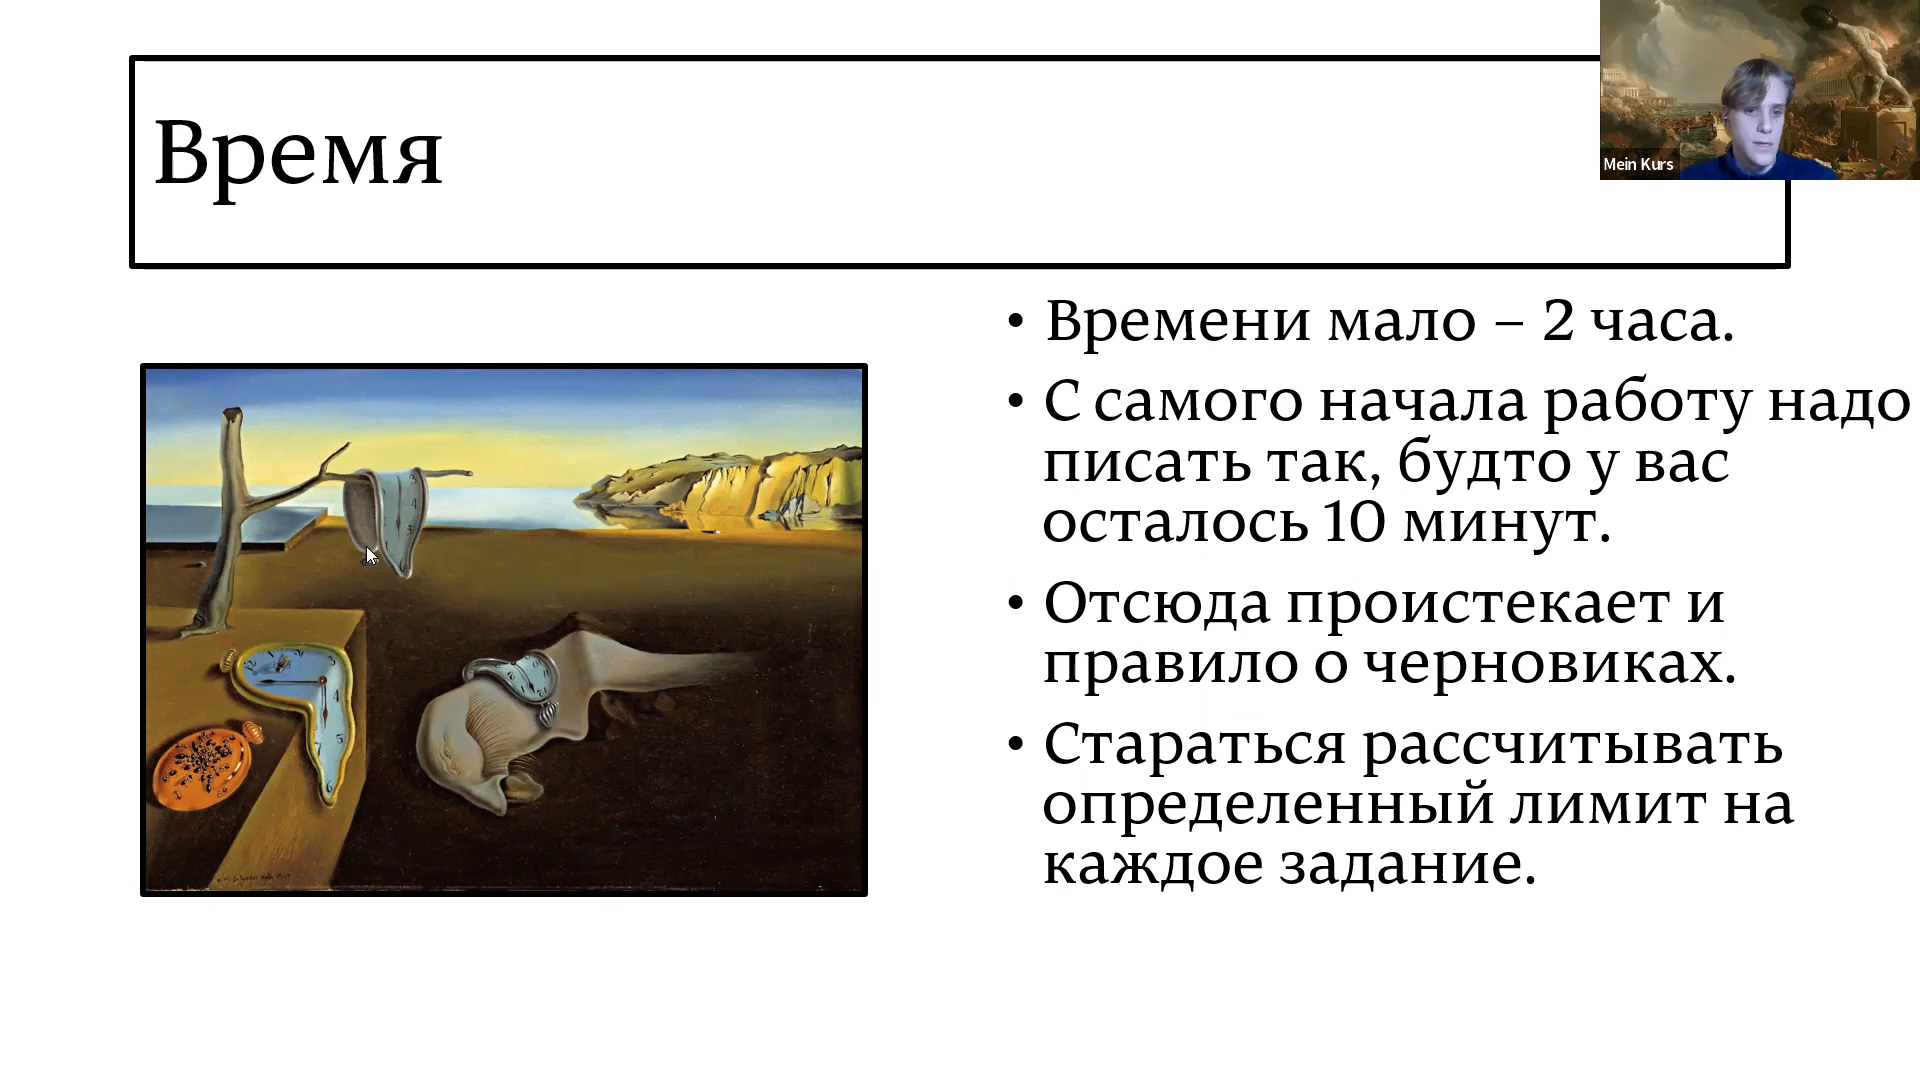 Время
Mein Kurs
• Времени мало – 2 часа.
• С самого начала работу надо
писать так, будто у вас
осталось 10 минут.
• Отсюда проистекает и
правило о черновиках.
• Стараться рассчитывать
определенный лимит на
каждое задание.